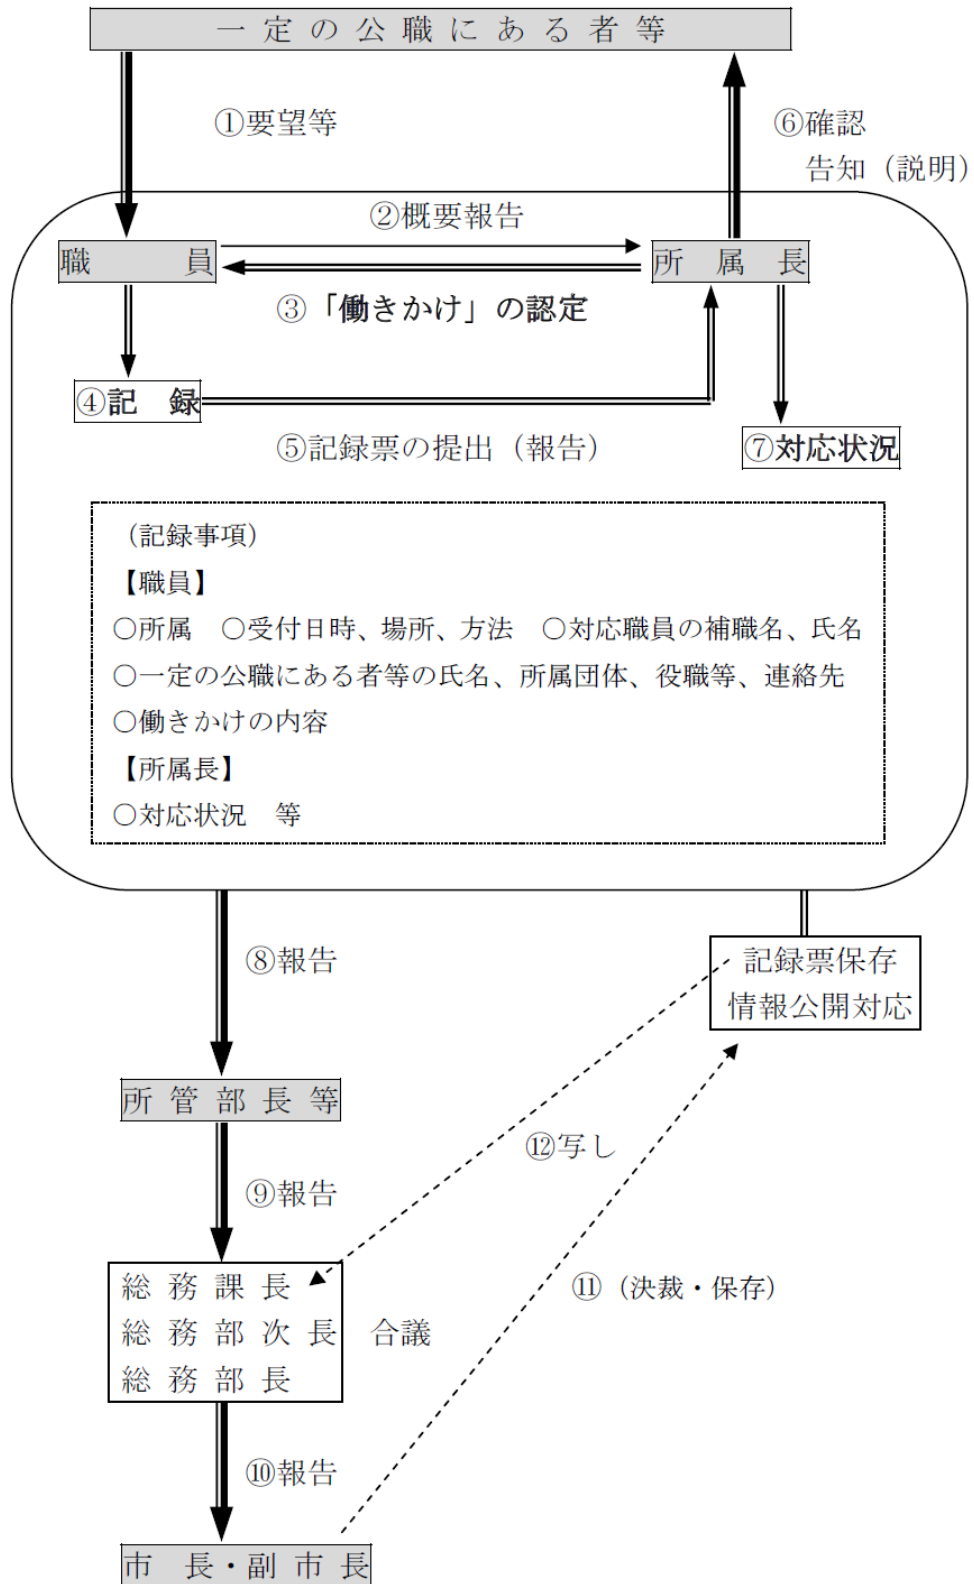 一定の公職にある者等
①要望等
⑥確認
告知（説明）
②概要報告
職員
所属長
③「働きかけ」の認定
④記録
⑤記録票の提出（報告）
⑦対応状況
（記録事項）
【職員】
○所属　○受付日時、場所、方法　○対応職員の補職名、氏名
○一定の公職にある者等の氏名、所属団体、役職等、連絡先
○働きかけの内容
【所属長】
○対応状況　等
⑧報告
記録票保存
情報公開対応
所管部長等
⑫写し
⑨報告
総務課長
総務部次長　合議
総務部長
⑪（決裁・保存）
⑩報告
市長・副市長